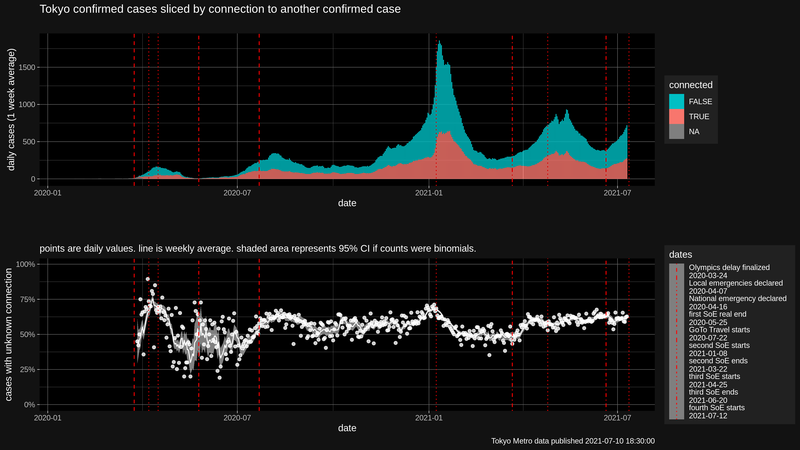 Tokyo confirmed cases sliced by connection to another confirmed case
daily cases (1 week average)
1500
1000
500
0
2020-01
2020-07
2021-01
2021-07
date
connected
FALSE
TRUE
NA
points are daily values. line is weekly average. shaded area represents 95% CI if counts were binomials.
cases with unknown connection
100%
75%
50%
25%
0%
2020-01
2020-07
2021-01
2021-07
date
dates
Olympics delay finalized
2020-03-24
Local emergencies declared
2020-04-07
National emergency declared
2020-04-16
first SoE real end
2020-05-25
GoTo Travel starts
2020-07-22
second SoE starts
2021-01-08
second SoE ends
2021-03-22
third SoE starts
2021-04-25
third SoE ends
2021-06-20
fourth SoE starts
2021-07-12
Tokyo Metro data published 2021-07-10 18:30:00